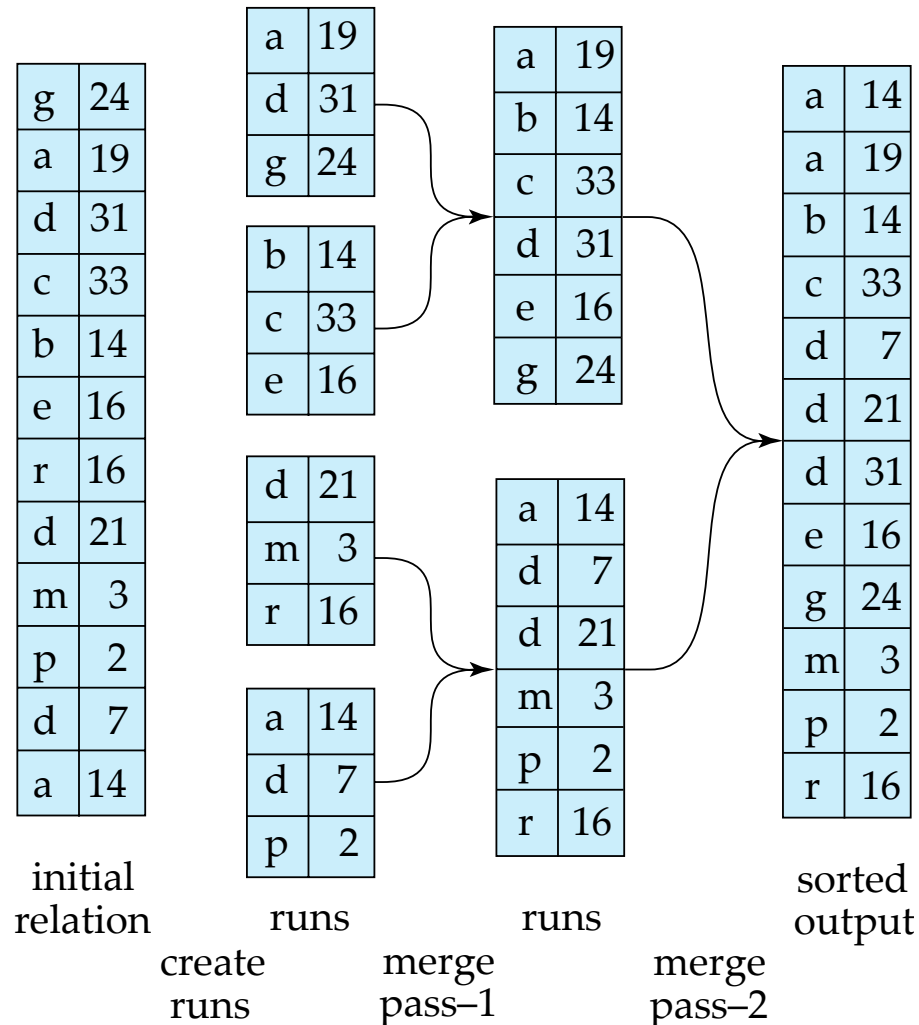 g 24
a 19
d 31
c 33
b 14
e 16
r 16
d 21
m 3
p 2
d 7
a 14
initial
relation
a 19
d 31
g 24
b 14
c 33
e 16
d 21
m 3
r 16
a 14
d 7
p 2
runs
a 19
b 14
c 33
d 31
e 16
g 24
a 14
d 7
d 21
m 3
p 2
r 16
runs
a 14
a 19
b 14
c 33
d 7
d 21
d 31
e 16
g 24
m 3
p 2
r 16
sorted
output
create
runs
merge
pass–1
merge
pass–2